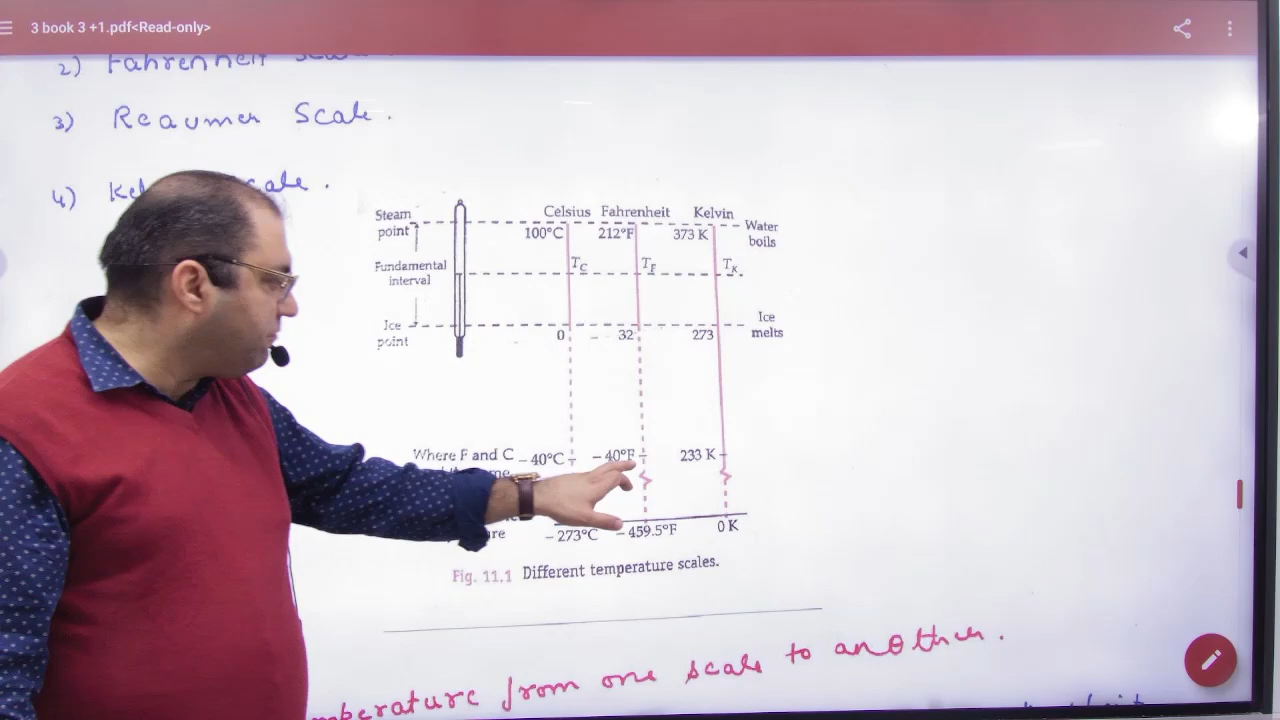 3 book 3 +1.pdf<Read-only>
2) Fahrenheit
3) Reaumer Scale.
4) cale.
Celsius Fahrenheit Kelvin
Steam point
100°C 212°F 373 K
Water boils
Fundamental interval
T_C T_F T_K
Ice point
0 32 273
Ice melts
Where F and C
– 40°C – 40°F 233 K
– 273°C – 459.5°F 0 K
Fig. 11.1 Different temperature scales.
mperature from one scale to another.